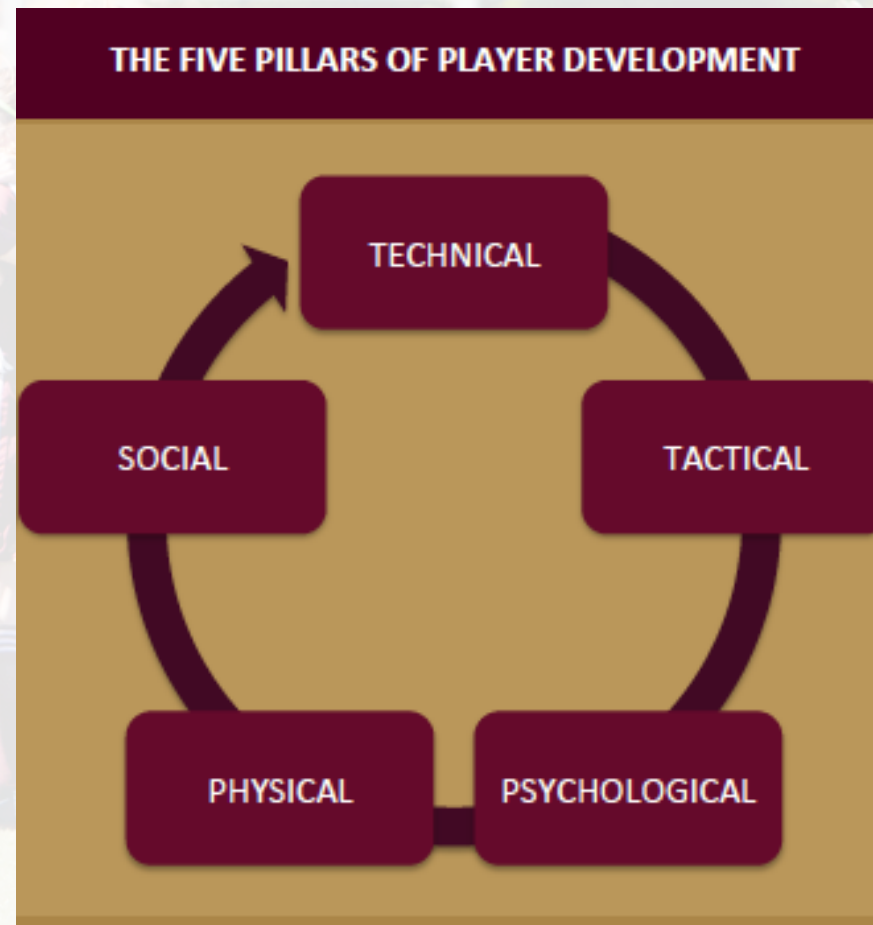 THE FIVE PILLARS OF PLAYER DEVELOPMENT
TECHNICAL
TACTICAL
PSYCHOLOGICAL
PHYSICAL
SOCIAL